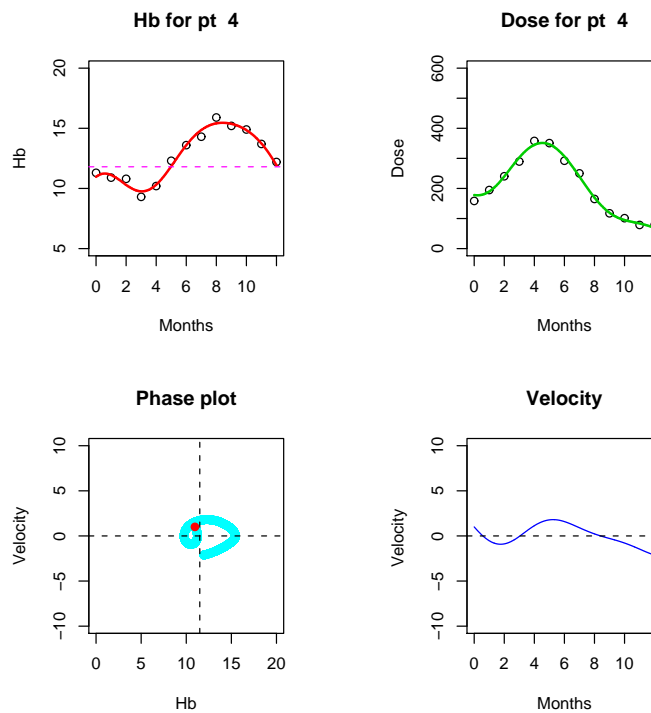 Hb for pt 4
20
15
10
5
Hb
0 2 4 6 8 10
Months
Dose for pt 4
600
400
200
0
Dose
0 2 4 6 8 10
Months
Phase plot
10
5
0
−5
−10
Velocity
0 5 10 15 20
Hb
Velocity
10
5
0
−5
−10
Velocity
0 2 4 6 8 10
Months